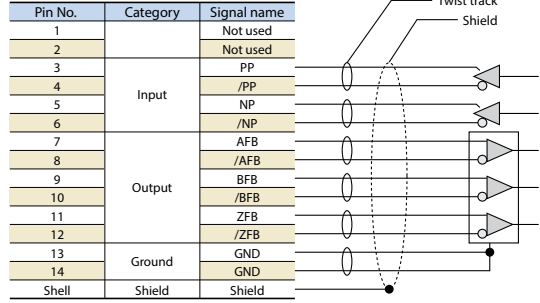 Pin No. Category Signal name
1 Not used
2 Not used
3 PP
4 /PP
Input
5 NP
6 /NP
7 AFB
8 /AFB
9 BFB
Output
10 /BFB
11 ZFB
12 /ZFB
13 GND
Ground
14 GND
Shell Shield Shield
Twist track
Shield